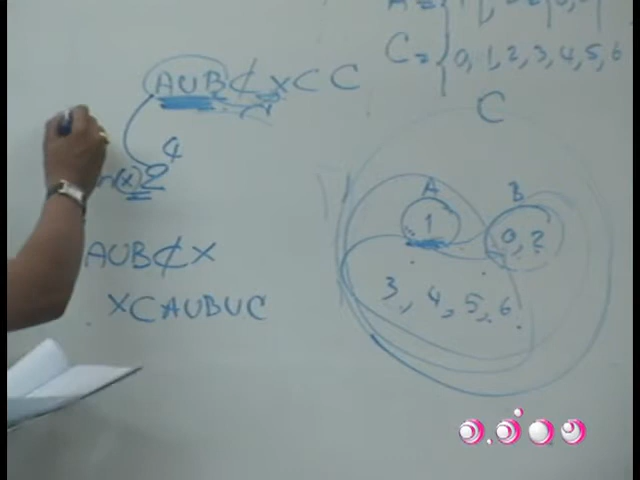 C = {0, 1, 2, 3, 4, 5, 6
A∪B ⊄ x ⊂ C
4
A∪B ⊄ x
x ⊂ A∪B∪C
C
A B
1 0, 2
3, 4, 5, 6